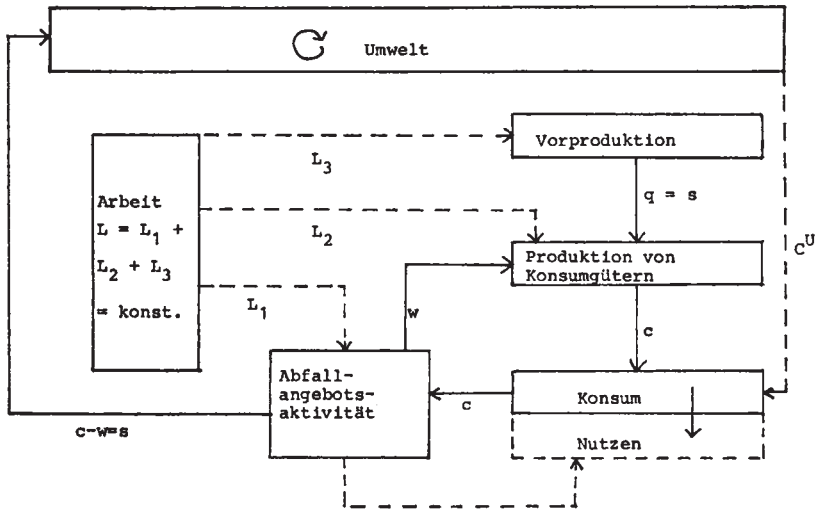 Umwelt
Vorproduktion
L3
q = s
Arbeit
L = L1 +
L2 + L3
= konst.
L2
C^U
Produktion von
Konsumgütern
L1
w
c
Abfall-
angebots-
aktivität
c
Konsum
Nutzen
c-w=s